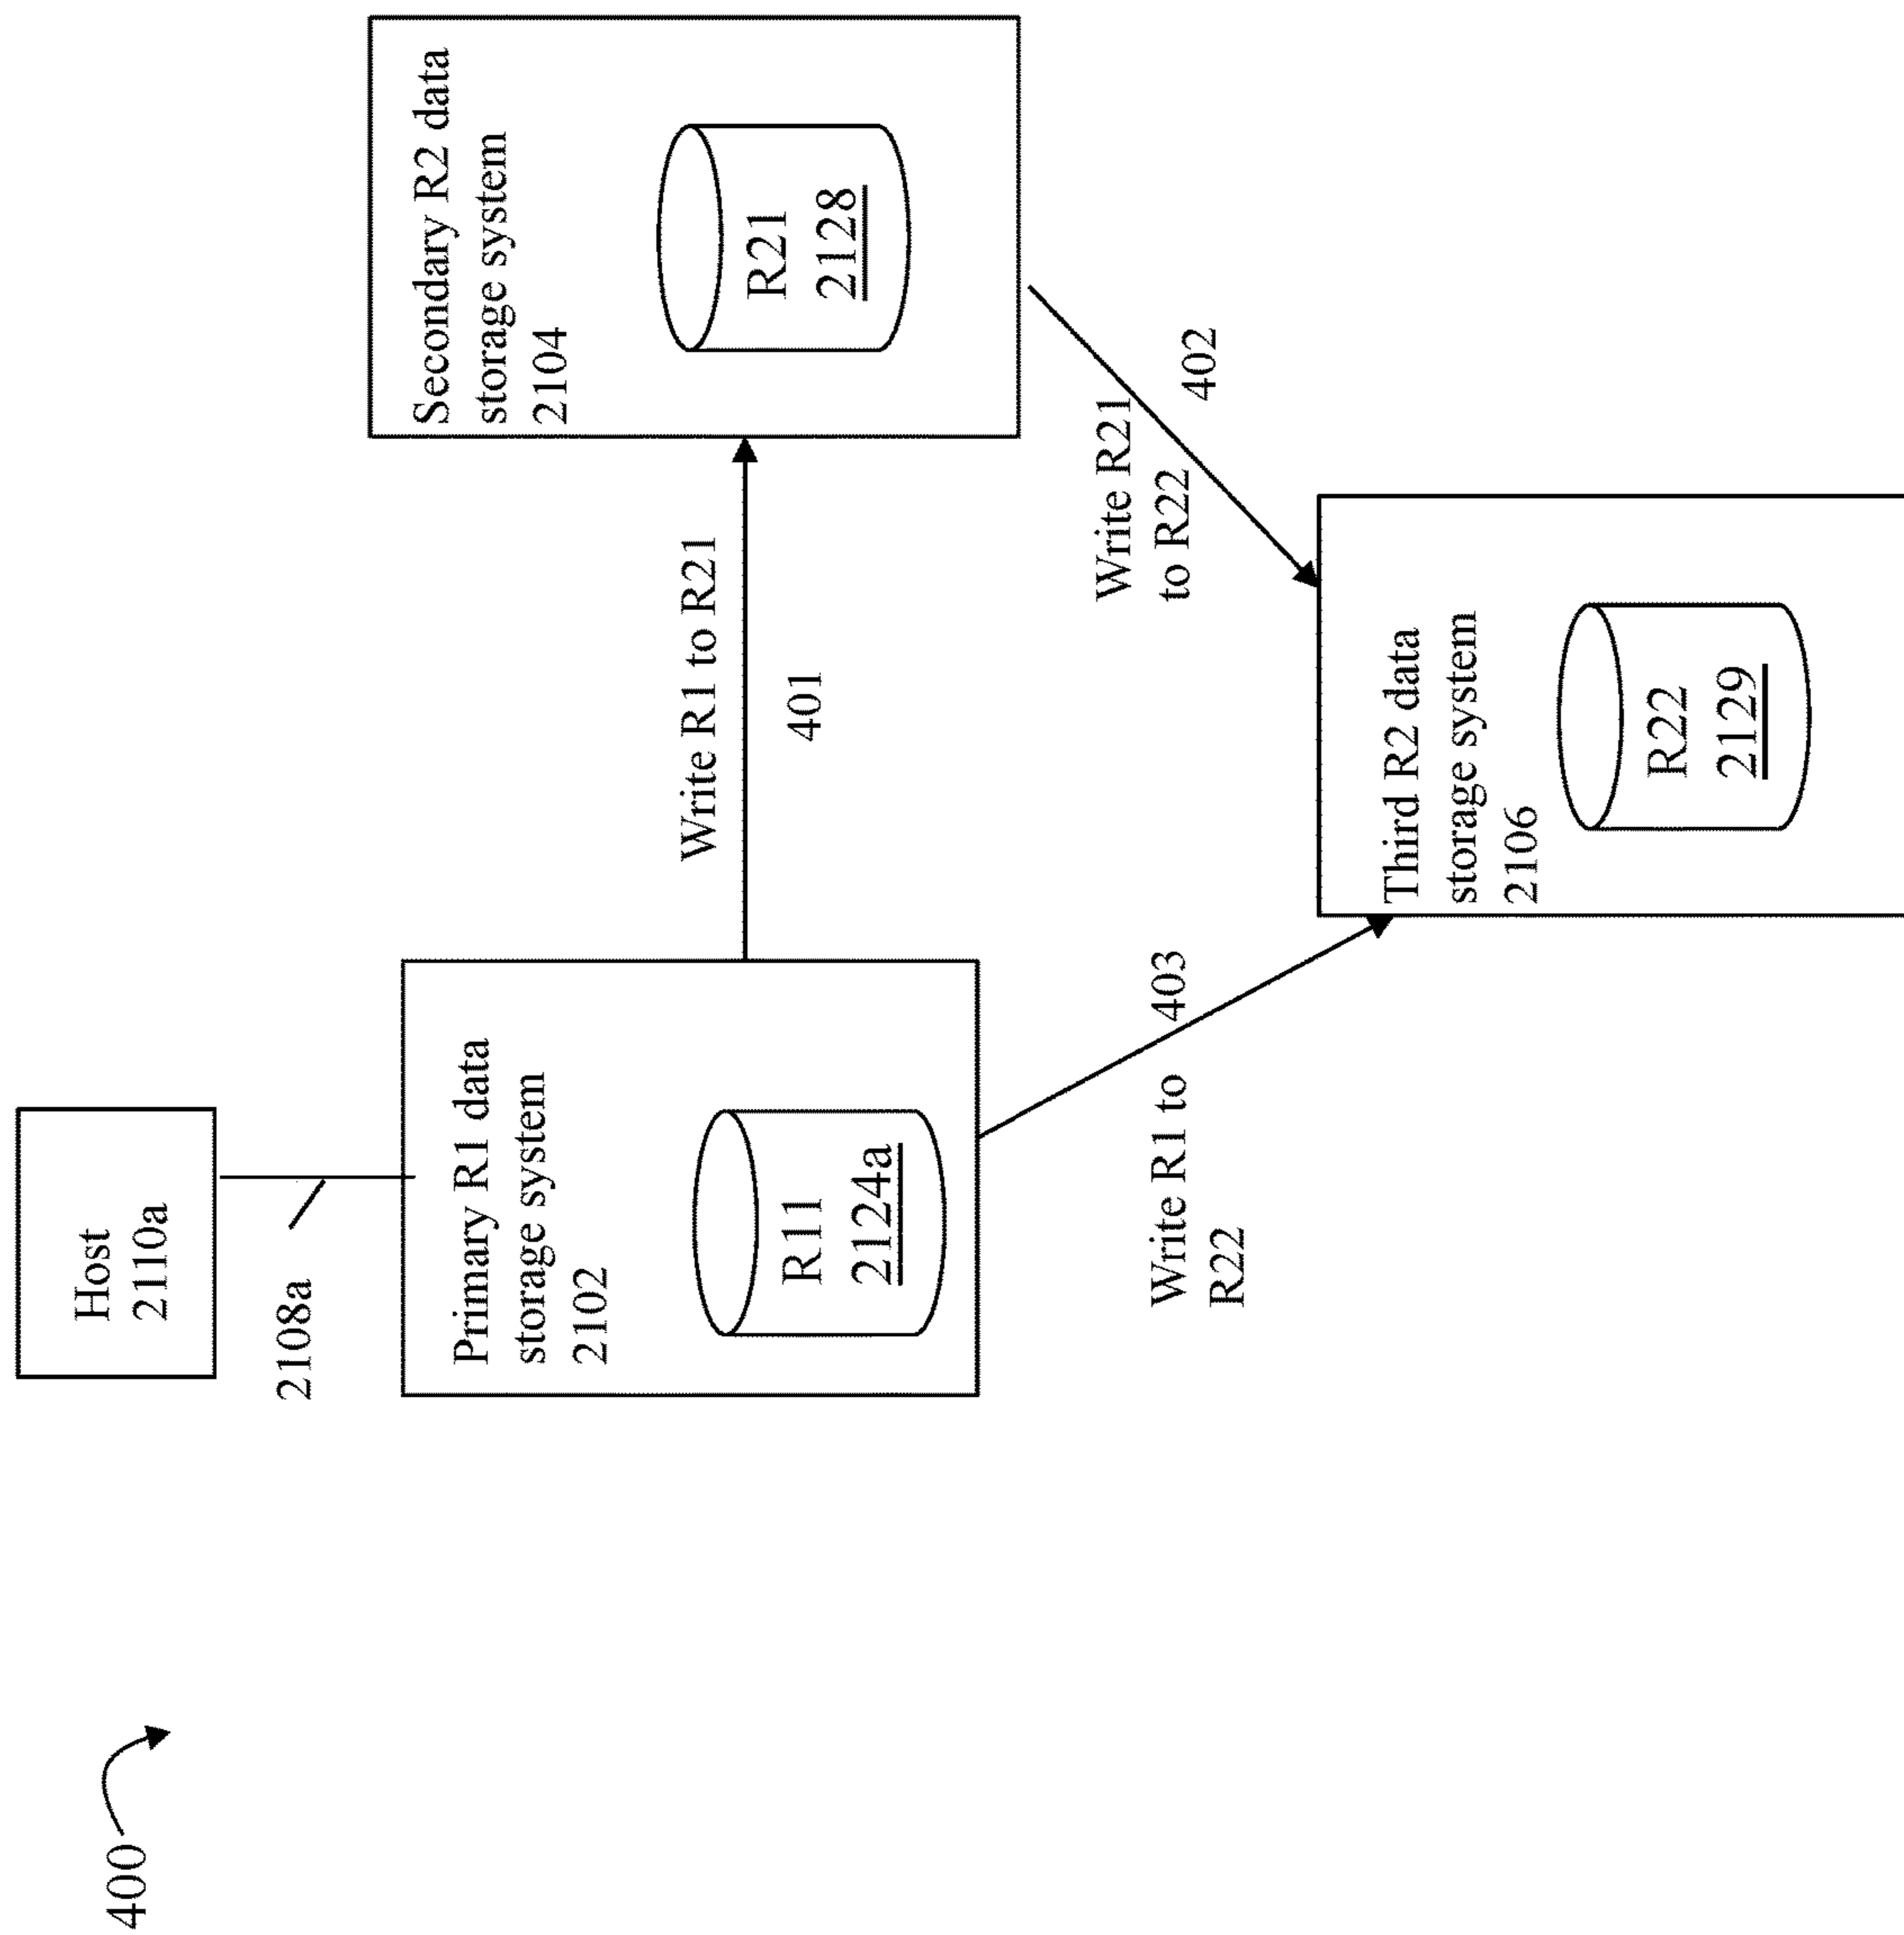 400
Host
2110a
2108a
Primary R1 data
storage system
2102
R11
2124a
Write R1 to R21
401
Secondary R2 data
storage system
2104
R21
2128
Write R1 to
R22
403
Write R21
to R22
402
Third R2 data
storage system
2106
R22
2129